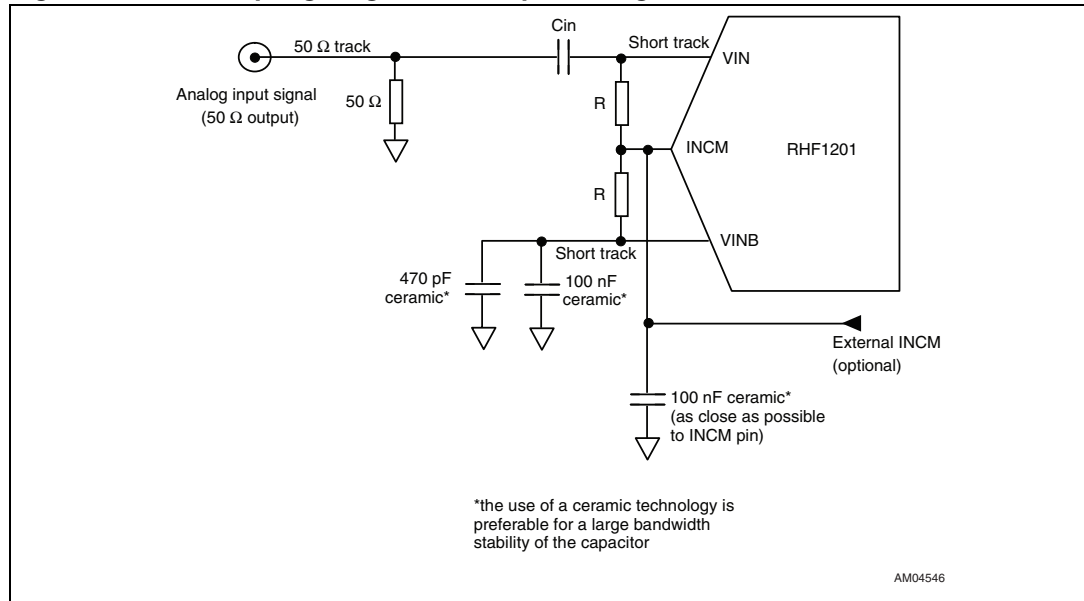 Cin
50 Ω track
Short track
VIN
Analog input signal
(50 Ω output)
50 Ω
R
INCM
RHF1201
R
VINB
Short track
470 pF
ceramic*
100 nF
ceramic*
External INCM
(optional)
100 nF ceramic*
(as close as possible
to INCM pin)
*the use of a ceramic technology is
preferable for a large bandwidth
stability of the capacitor
AM04546